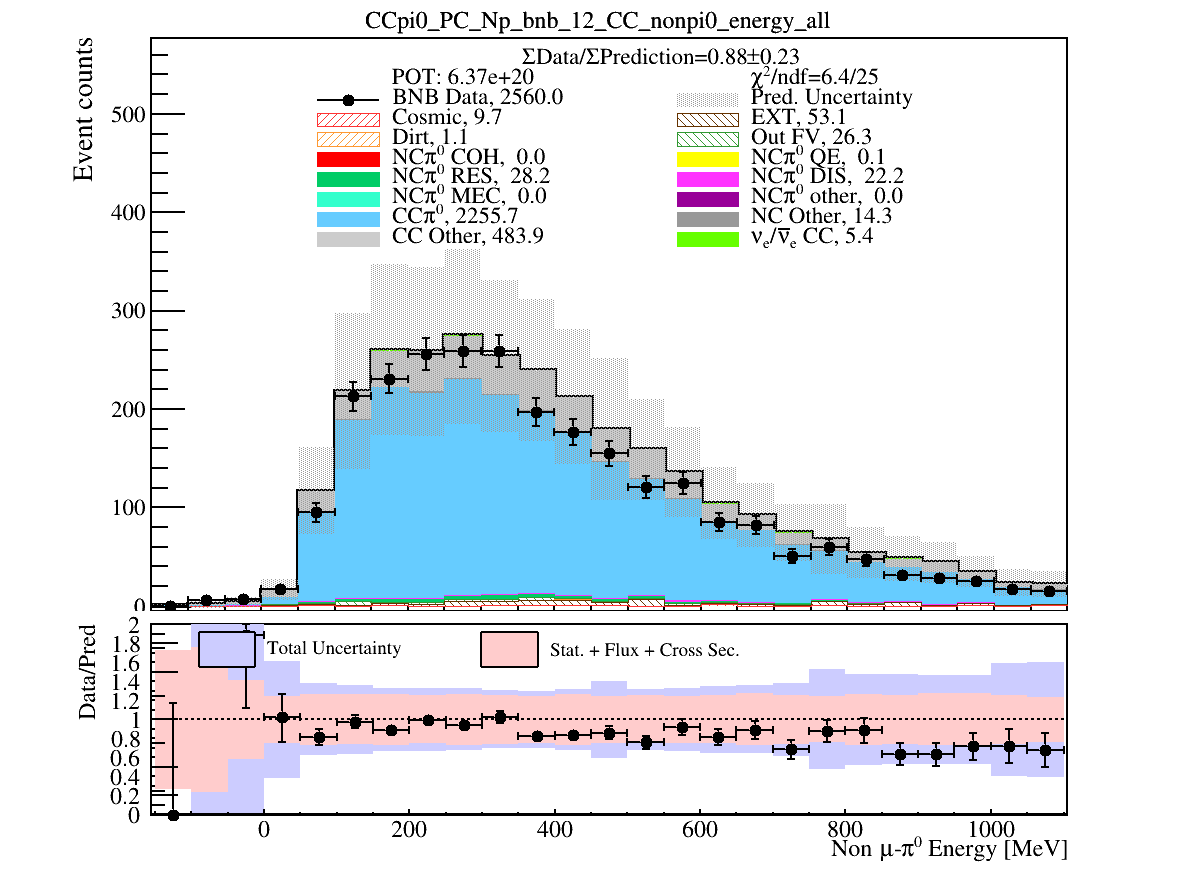 CCpi0_PC_Np_bnb_12_CC_nonpi0_energy_all
ΣData/ΣPrediction=0.88±0.23
POT: 6.37e+20
χ²/ndf=6.4/25
BNB Data, 2560.0
Pred. Uncertainty
Cosmic, 9.7
EXT, 53.1
Dirt, 1.1
Out FV, 26.3
NCπ⁰ COH, 0.0
NCπ⁰ QE, 0.1
NCπ⁰ RES, 28.2
NCπ⁰ DIS, 22.2
NCπ⁰ MEC, 0.0
NCπ⁰ other, 0.0
CCπ⁰, 2255.7
NC Other, 14.3
CC Other, 483.9
νₑ/ν̅ₑ CC, 5.4
Event counts
500
400
300
200
100
0
Data/Pred
2
1.8
1.6
1.4
1.2
1
0.8
0.6
0.4
0.2
0
Total Uncertainty
Stat. + Flux + Cross Sec.
0 200 400 600 800 1000
Non μ-π⁰ Energy [MeV]